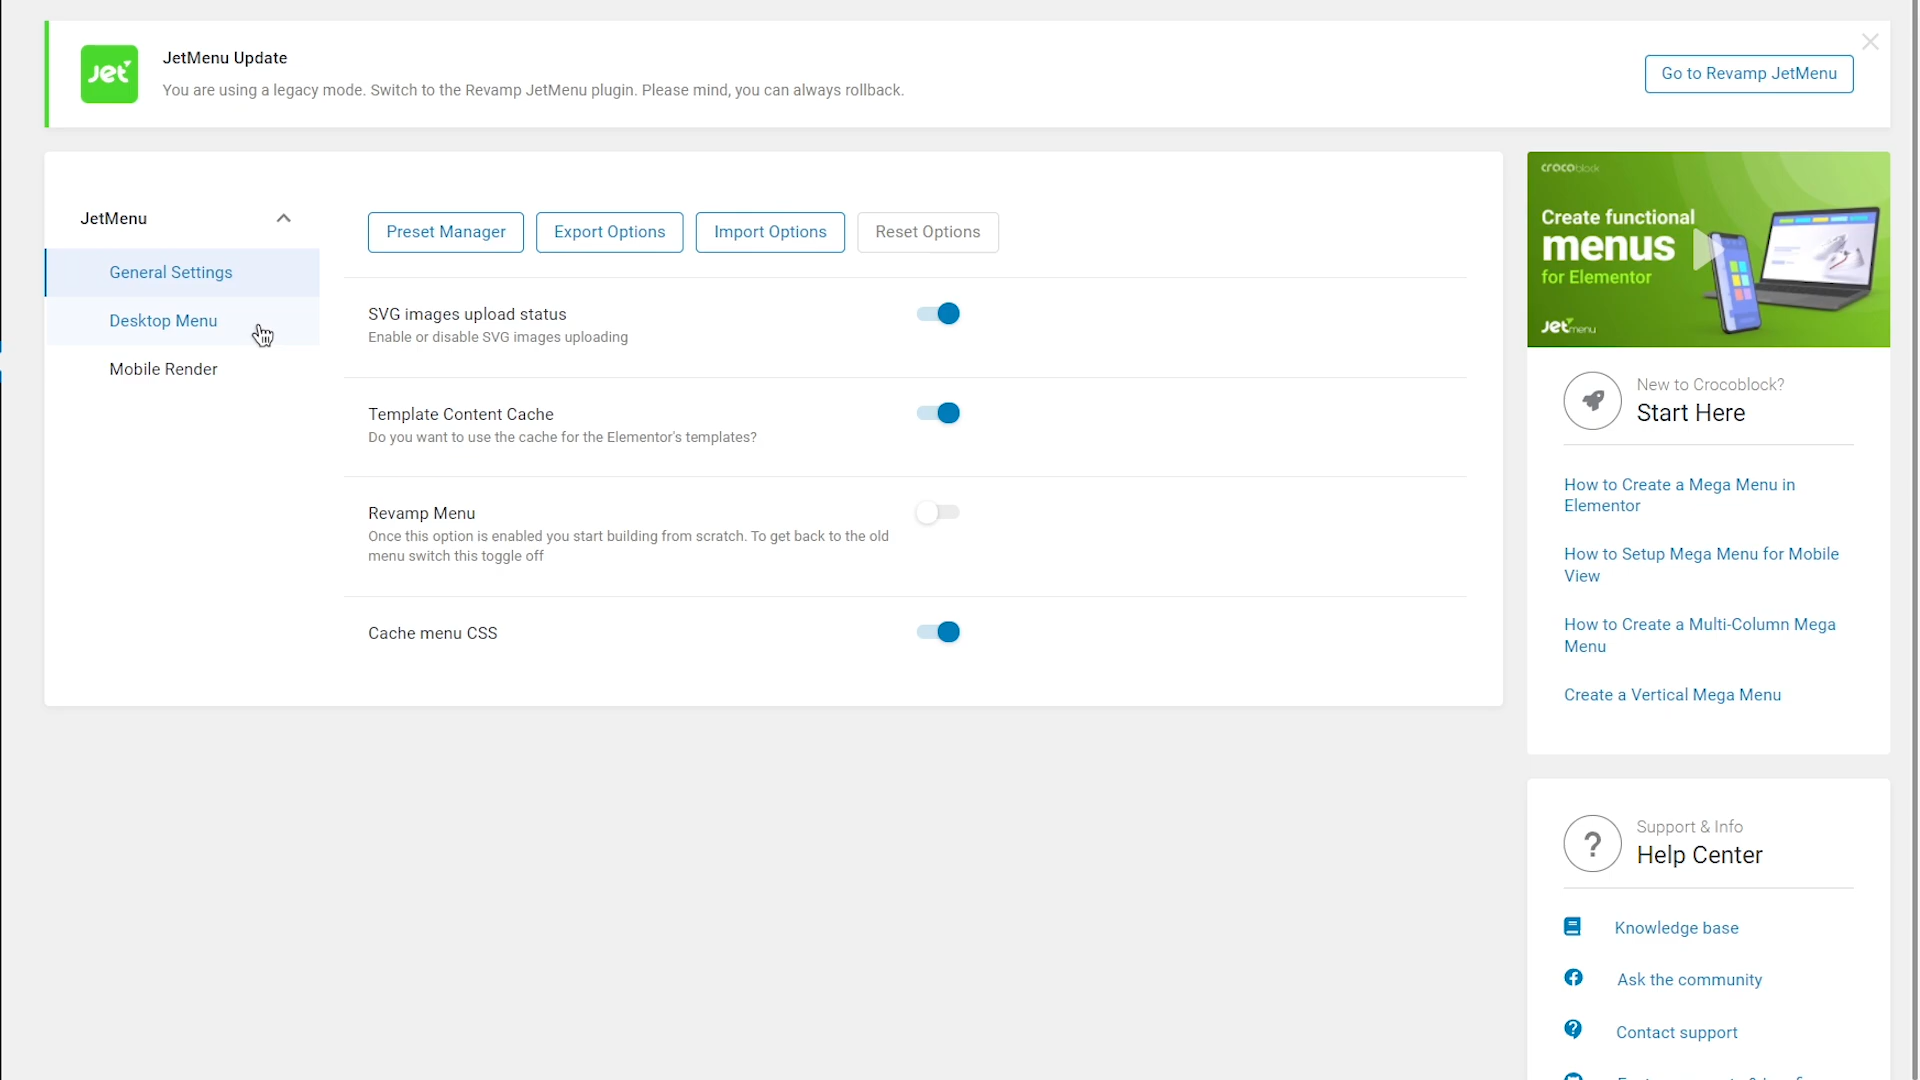 Jet
JetMenu Update
You are using a legacy mode. Switch to the Revamp JetMenu plugin. Please mind, you can always rollback.
Go to Revamp JetMenu
JetMenu
General Settings
Desktop Menu
Mobile Render
Preset Manager
Export Options
Import Options
Reset Options
SVG images upload status
Enable or disable SVG images uploading
Template Content Cache
Do you want to use the cache for the Elementor's templates?
Revamp Menu
Once this option is enabled you start building from scratch. To get back to the old
menu switch this toggle off
Cache menu CSS
crocoblock
Create functional
menus
for Elementor
Jet menu
New to Crocoblock?
Start Here
How to Create a Mega Menu in
Elementor
How to Setup Mega Menu for Mobile
View
How to Create a Multi-Column Mega
Menu
Create a Vertical Mega Menu
?
Support & Info
Help Center
Knowledge base
Ask the community
Contact support